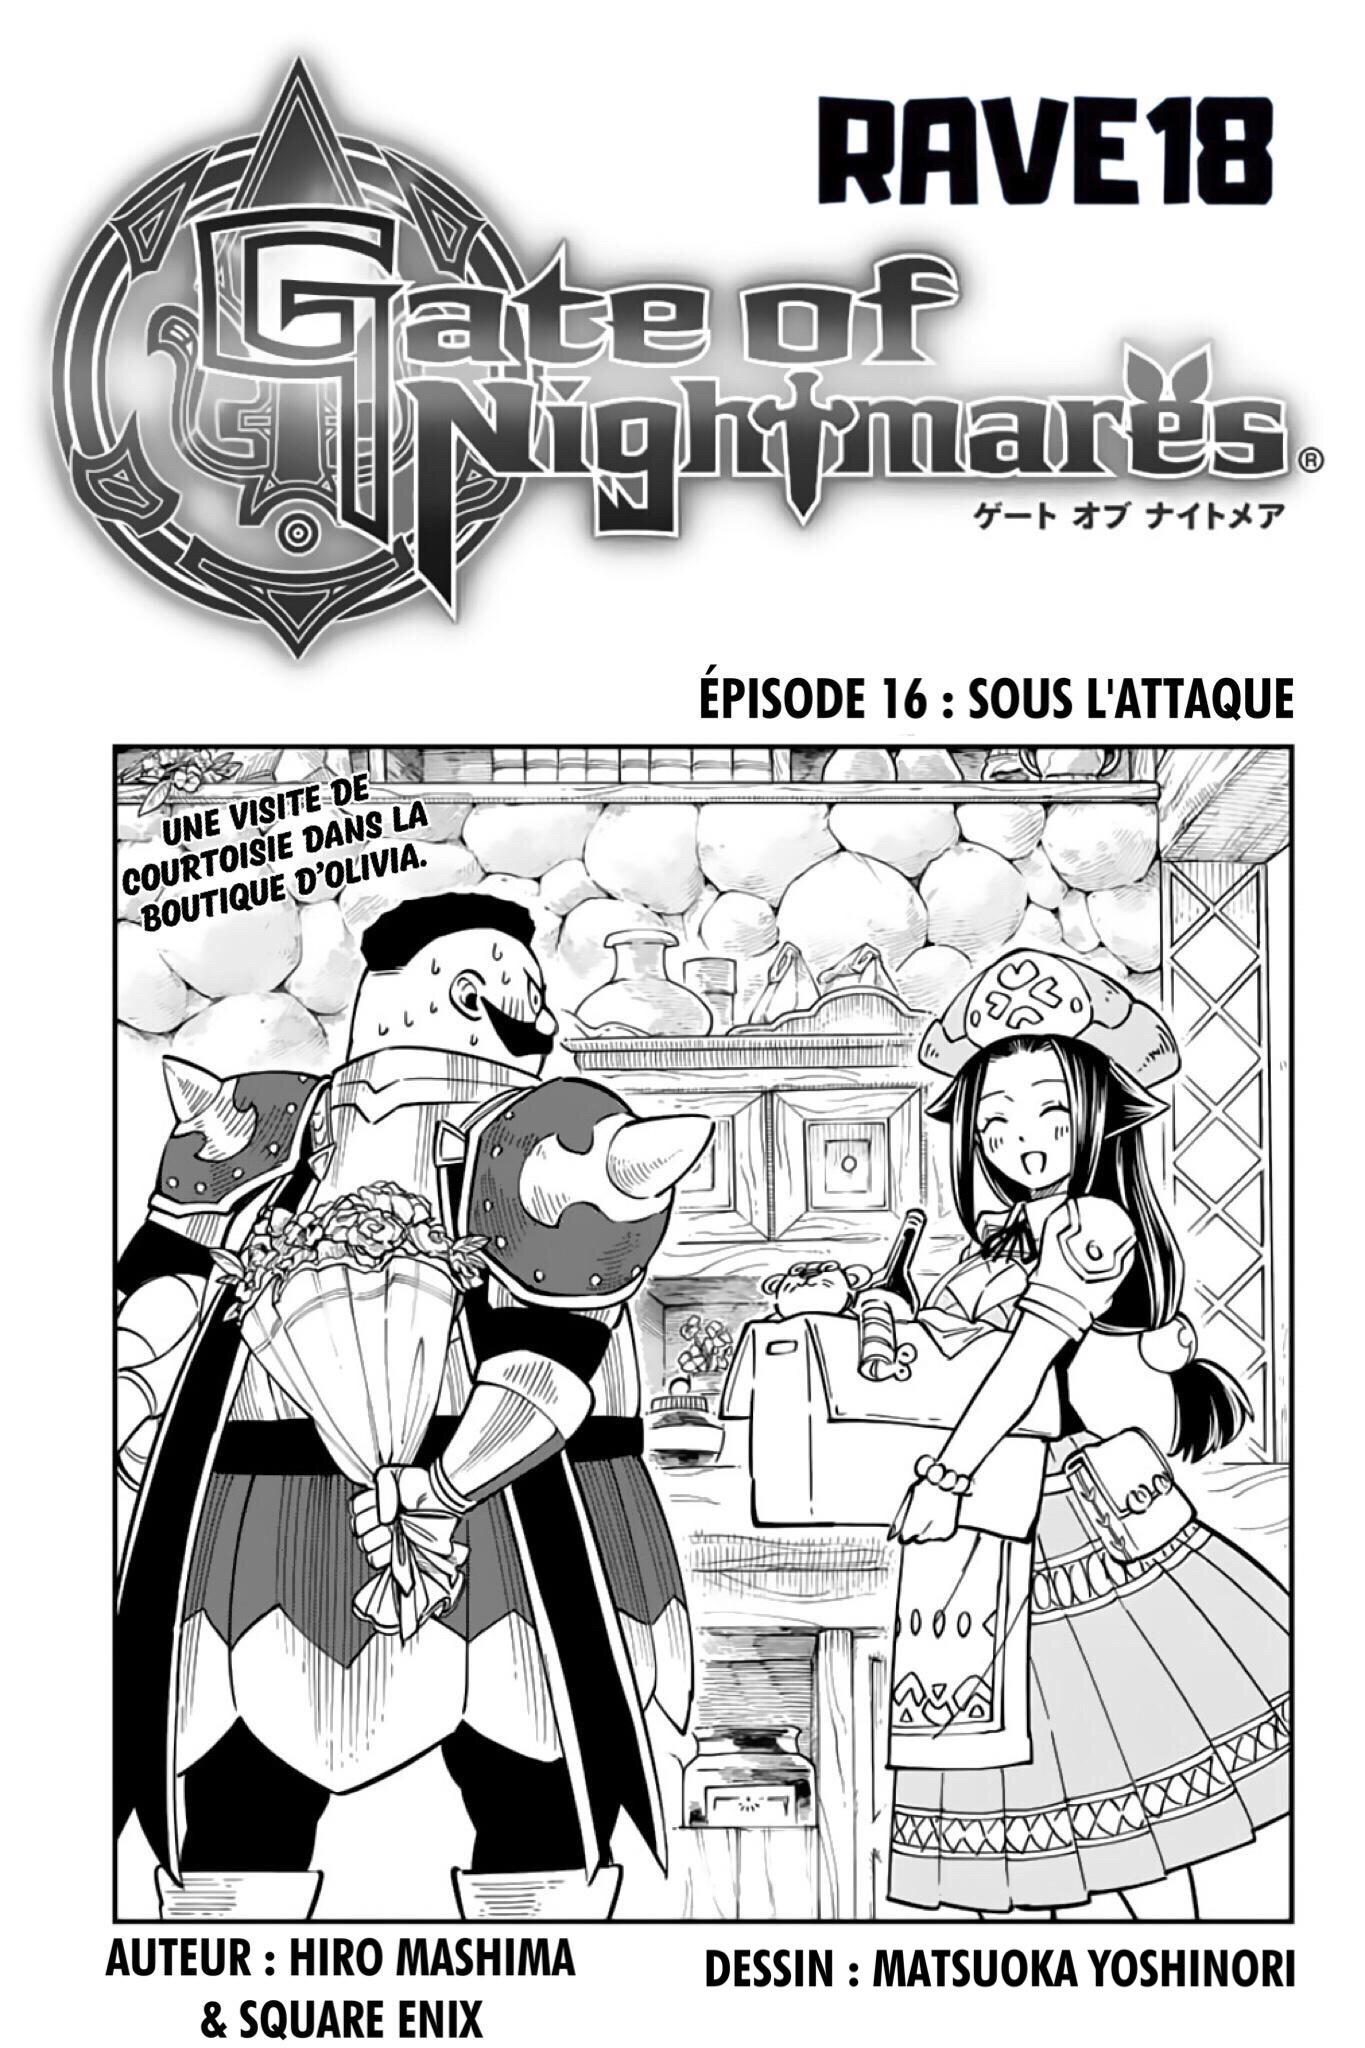 RAVE18
Gate of
Nightmares®
ゲート オブ ナイトメア
ÉPISODE 16 : SOUS L'ATTAQUE
UNE VISITE DE
COURTOISIE DANS LA
BOUTIQUE D'OLIVIA.
AUTEUR : HIRO MASHIMA
& SQUARE ENIX
DESSIN : MATSUOKA YOSHINORI